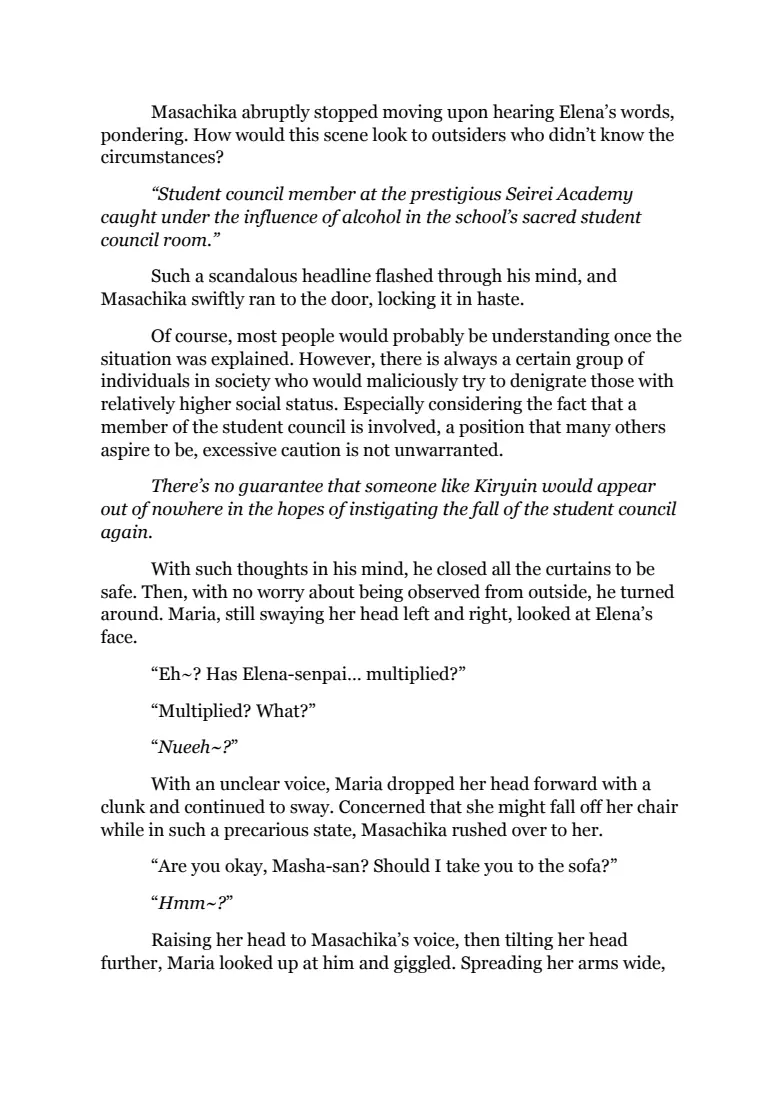 Masachika abruptly stopped moving upon hearing Elena’s words,
pondering. How would this scene look to outsiders who didn’t know the
circumstances?
“Student council member at the prestigious Seirei Academy
caught under the influence of alcohol in the school’s sacred student
council room.”
Such a scandalous headline flashed through his mind, and
Masachika swiftly ran to the door, locking it in haste.
Of course, most people would probably be understanding once the
situation was explained. However, there is always a certain group of
individuals in society who would maliciously try to denigrate those with
relatively higher social status. Especially considering the fact that a
member of the student council is involved, a position that many others
aspire to be, excessive caution is not unwarranted.
There’s no guarantee that someone like Kiryuin would appear
out of nowhere in the hopes of instigating the fall of the student council
again.
With such thoughts in his mind, he closed all the curtains to be
safe. Then, with no worry about being observed from outside, he turned
around. Maria, still swaying her head left and right, looked at Elena’s
face.
“Eh~? Has Elena-senpai... multiplied?”
“Multiplied? What?”
“Nueeh~?”
With an unclear voice, Maria dropped her head forward with a
clunk and continued to sway. Concerned that she might fall off her chair
while in such a precarious state, Masachika rushed over to her.
“Are you okay, Masha-san? Should I take you to the sofa?”
“Hmm~?”
Raising her head to Masachika’s voice, then tilting her head
further, Maria looked up at him and giggled. Spreading her arms wide,